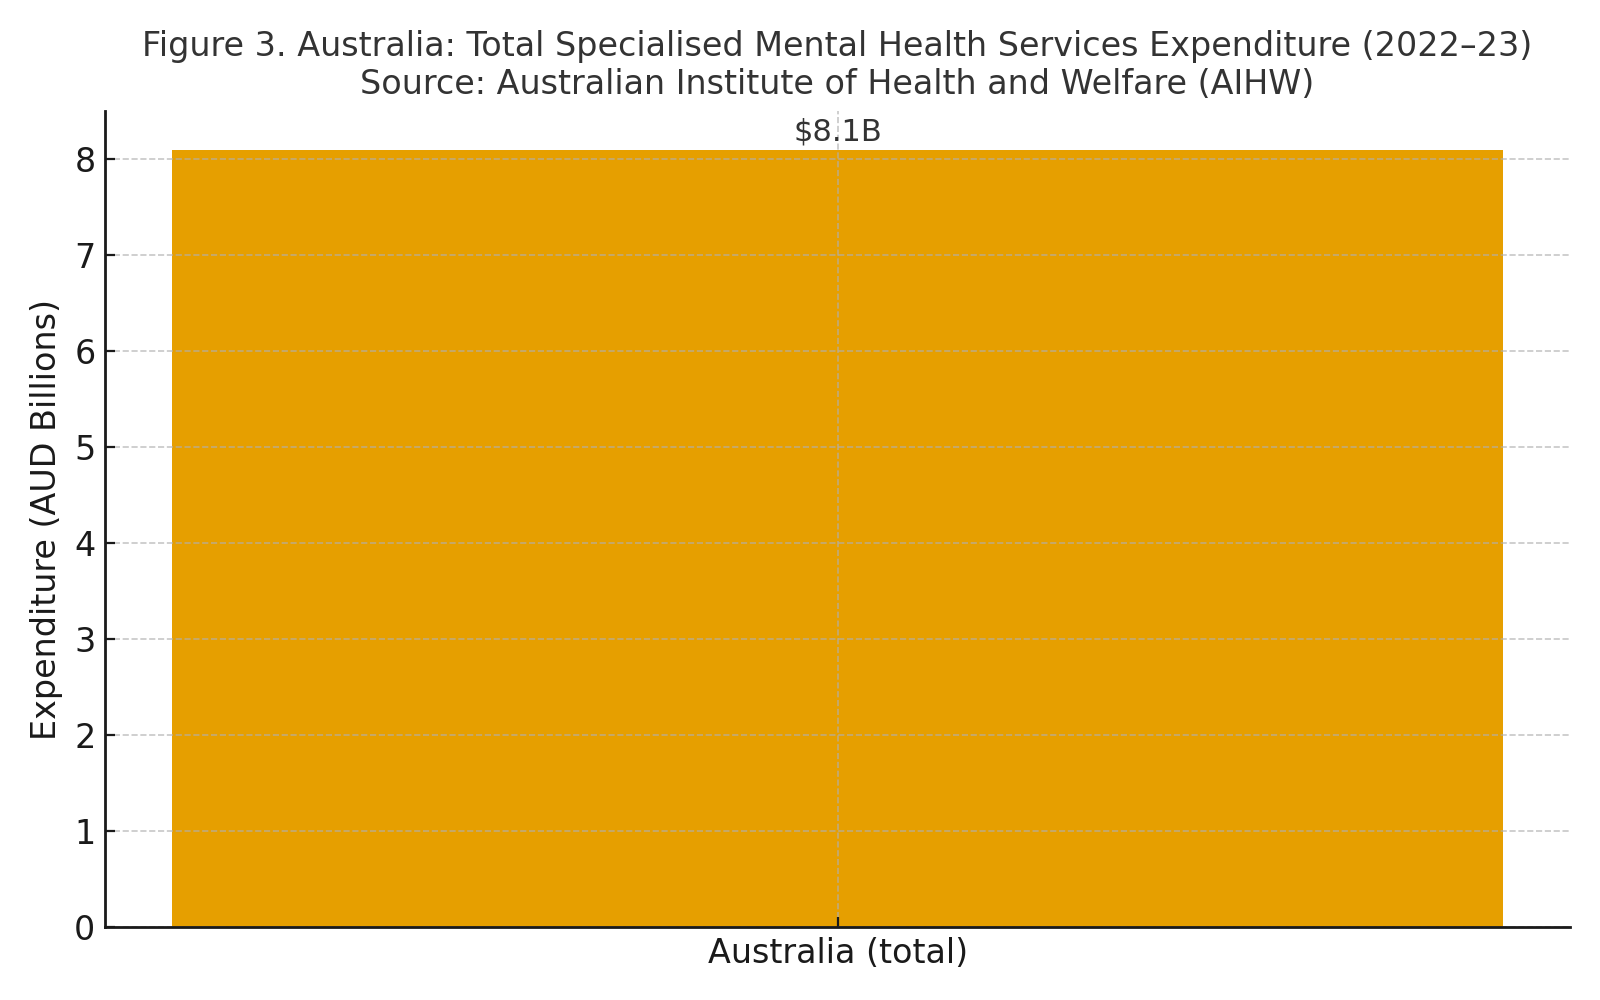 Figure 3. Australia: Total Specialised Mental Health Services Expenditure (2022–23)
Source: Australian Institute of Health and Welfare (AIHW)
$8.1B
8
7
6
5
4
3
2
1
0
Expenditure (AUD Billions)
Australia (total)